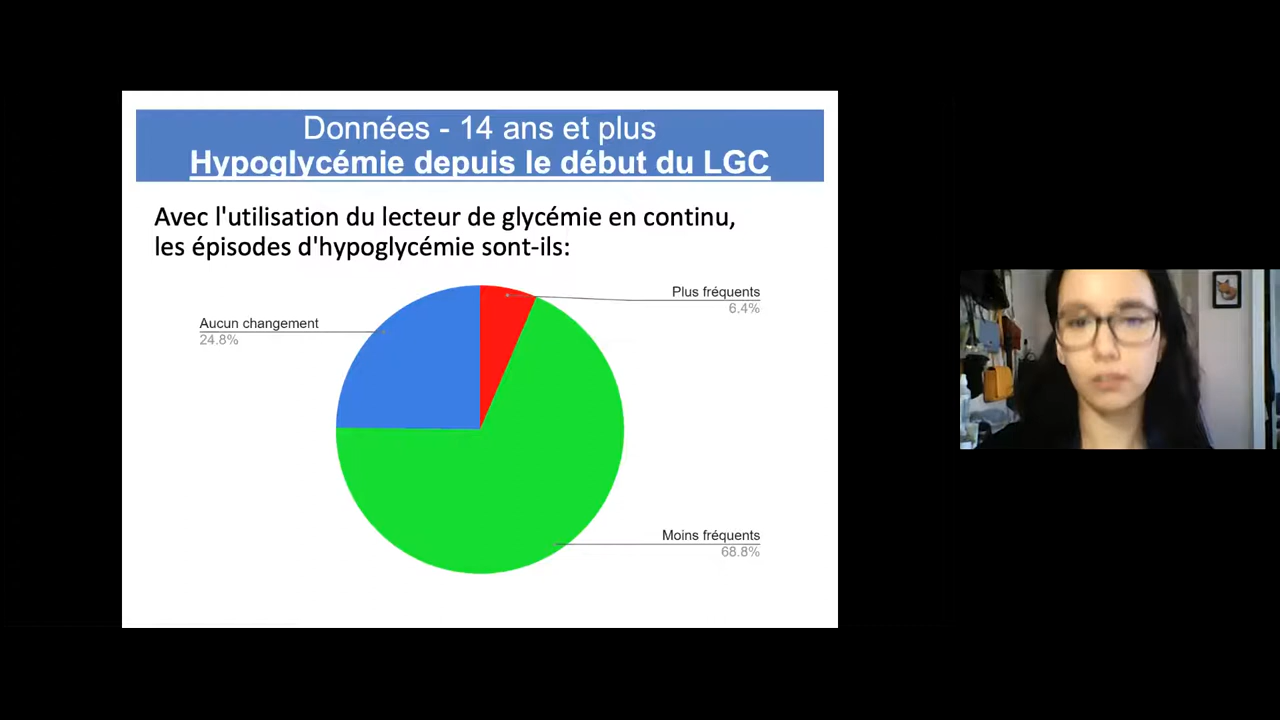 Données - 14 ans et plus
Hypoglycémie depuis le début du LGC
Avec l'utilisation du lecteur de glycémie en continu,
les épisodes d'hypoglycémie sont-ils:
Plus fréquents
6.4%
Aucun changement
24.8%
Moins fréquents
68.8%